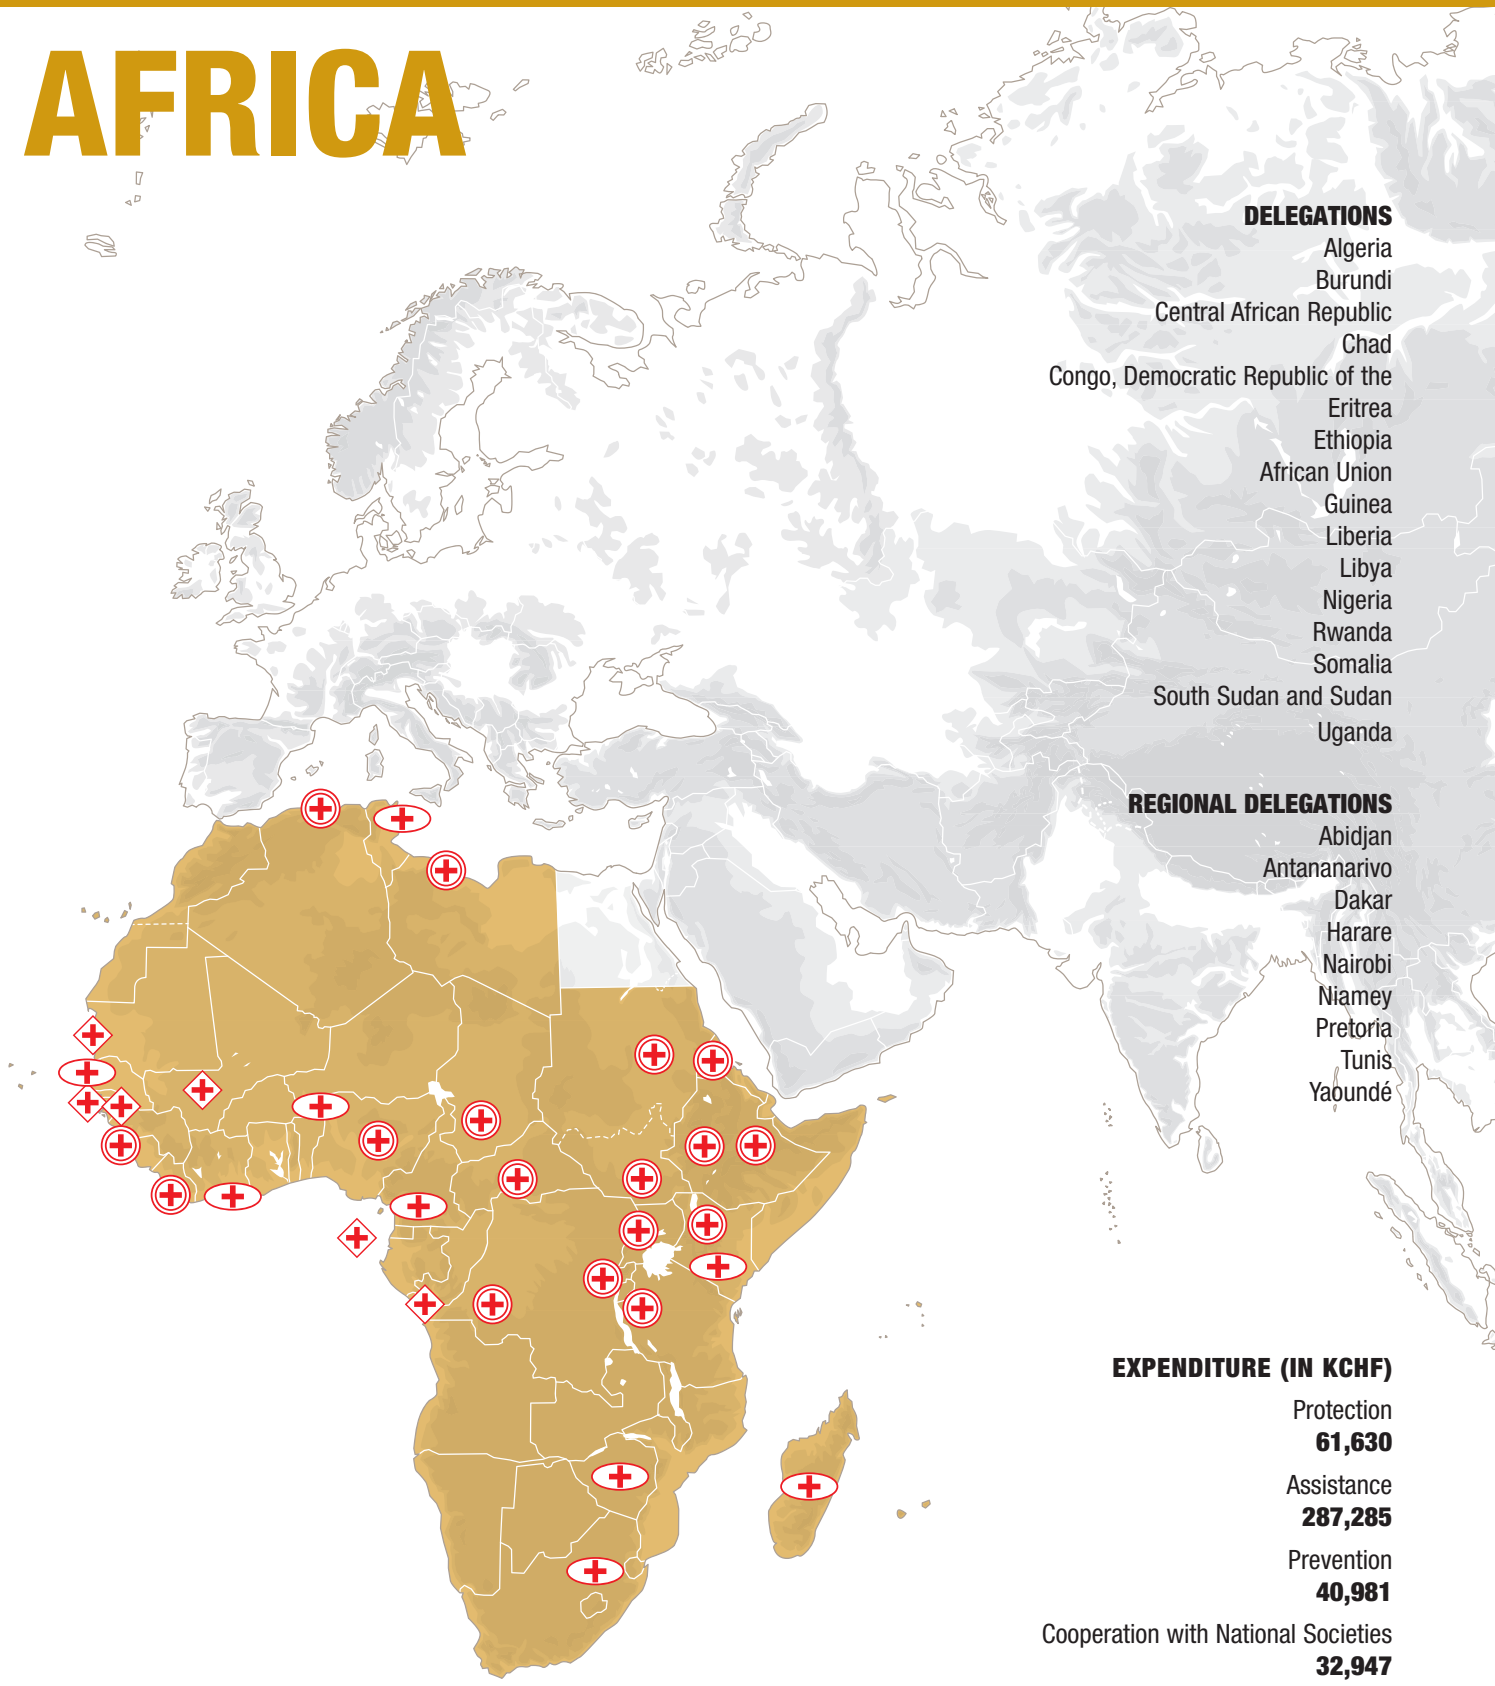 AFRICA
DELEGATIONS
Algeria
Burundi
Central African Republic
Chad
Congo, Democratic Republic of the
Eritrea
Ethiopia
African Union
Guinea
Liberia
Libya
Nigeria
Rwanda
Somalia
South Sudan and Sudan
Uganda
REGIONAL DELEGATIONS
Abidjan
Antananarivo
Dakar
Harare
Nairobi
Niamey
Pretoria
Tunis
Yaoundé
EXPENDITURE (IN KCHF)
Protection
61,630
Assistance
287,285
Prevention
40,981
Cooperation with National Societies
32,947